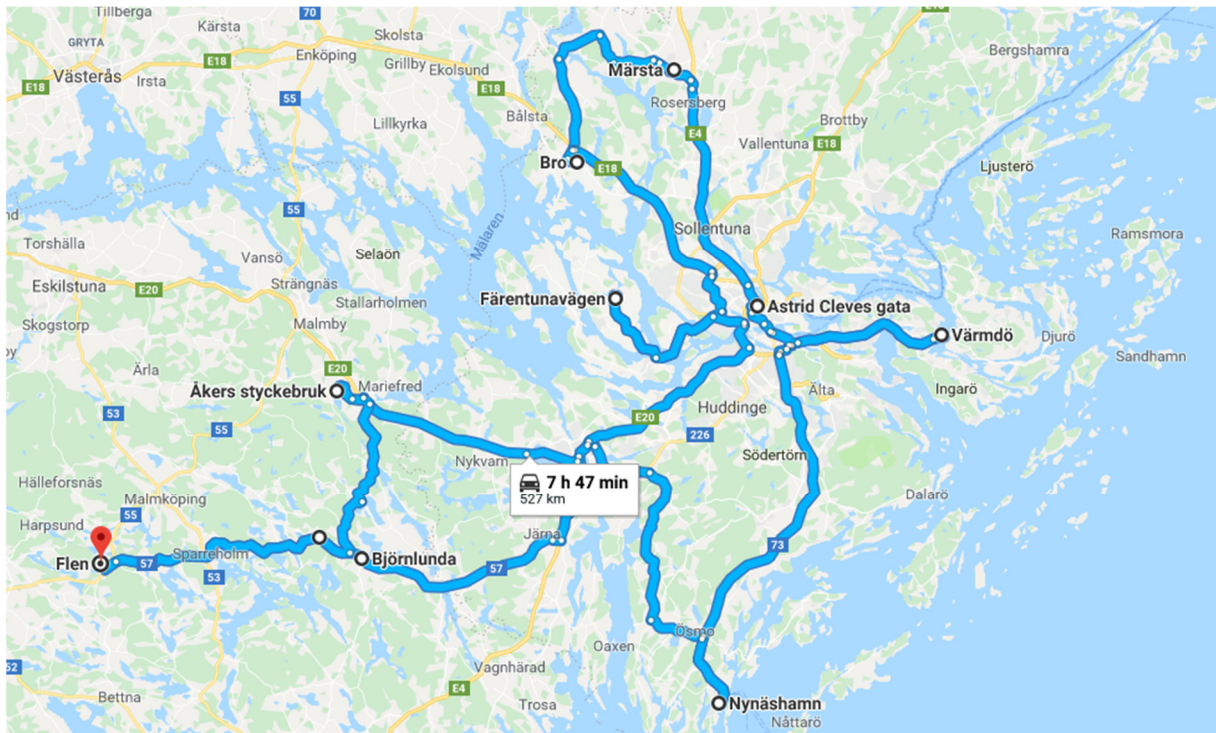 Tillberga
70
Kärsta
Skolsta
E18
Bergshamra
GRYTA
Enköping
Grillby
Ekolsund
E18
Västerås
Irsta
E18
E18
Märsta
Rosersberg
55
Bålsta
Lillkyrka
E4
Brottby
Vallentuna
E18
Bro
E18
Ljusterö
55
Mälaren
Sollentuna
Ramsmora
Torshälla
Vansö
Selaön
Eskilstuna
E20
Strängnäs
Stallarholmen
Färentunavägen
Astrid Cleves gata
Skogstorp
Malmby
Värmdö
Djurö
Sandhamn
Ärla
E20
Mariefred
Åkers styckebruk
Älta
Ingarö
53
55
E20
Huddinge
226
Södertörn
Nykvarn
Hälleforsnäs
7 h 47 min
527 km
Malmköping
55
Dalarö
Harpsund
Järna
73
Flen
57
Sparreholm
53
Björnlunda
57
Ösmo
Oaxen
52
Vagnhärad
Bettna
E4
Trosa
Nynäshamn
Nåttarö